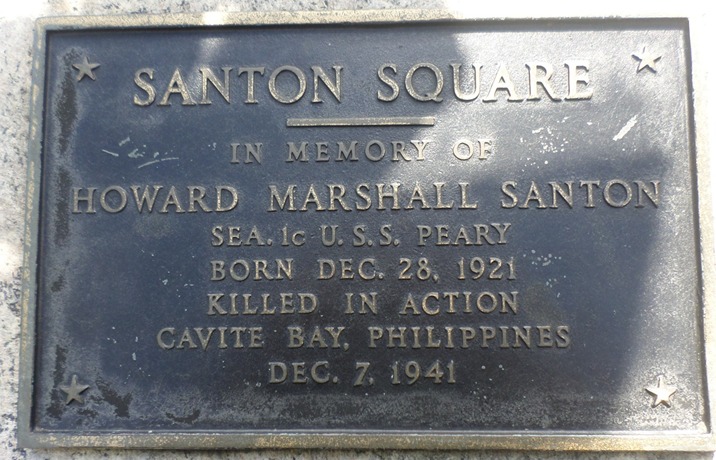 SANTON SQUARE
IN MEMORY OF
HOWARD MARSHALL SANTON
SEA. 1c U.S.S. PEARY
BORN DEC. 28, 1921
KILLED IN ACTION
CAVITE BAY, PHILIPPINES
DEC. 7, 1941